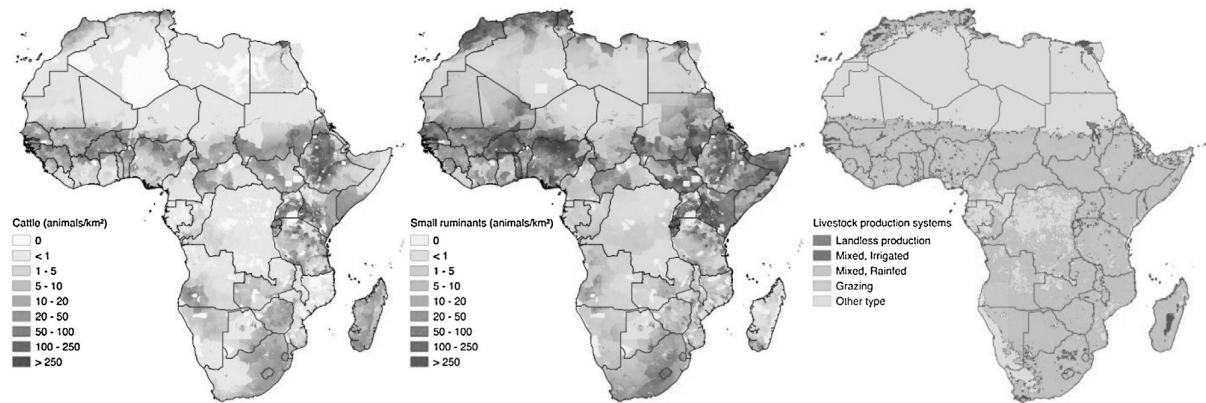 Cattle (animals/km²)
0
< 1
1 - 5
5 - 10
10 - 20
20 - 50
50 - 100
100 - 250
> 250
Small ruminants (animals/km²)
0
< 1
1 - 5
5 - 10
10 - 20
20 - 50
50 - 100
100 - 250
> 250
Livestock production systems
Landless production
Mixed, Irrigated
Mixed, Rainfed
Grazing
Other type